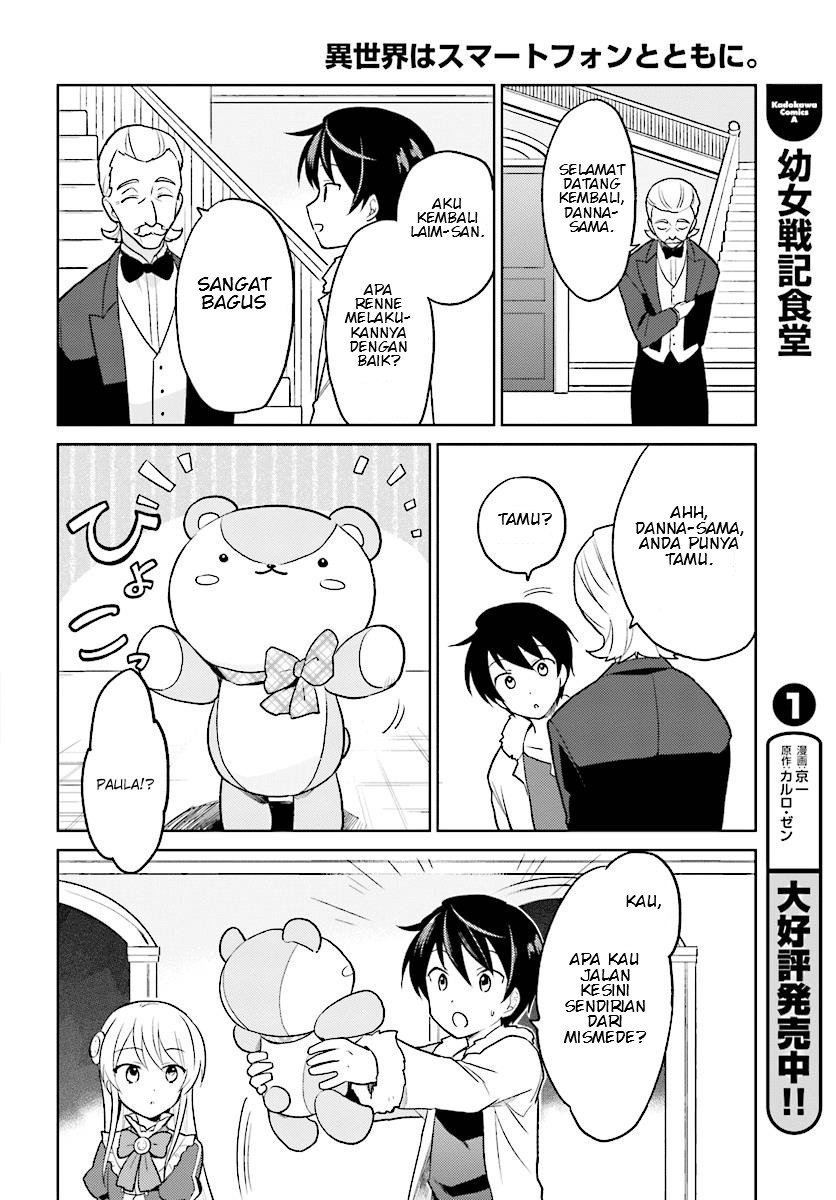 異世界はスマートフォンとともに。
SELAMAT
DATANG
KEMBALI,
DANNA-
SAMA.
AKU
KEMBALI
LAIM-SAN.
APA
RENNE
MELAKU-
KANNYA
DENGAN
BAIK?
SANGAT
BAGUS
AHH,
DANNA-SAMA,
ANDA PUNYA
TAMU.
TAMU?
ぴょこっ
PAULA!?
KAU,
APA KAU
JALAN
KESINI
SENDIRIAN
DARI
MISMEDE?
Kadokawa
Comics
A
幼女戦記食堂
1
漫画：京一
原作：カルロ・ゼン
大好評発売中!!